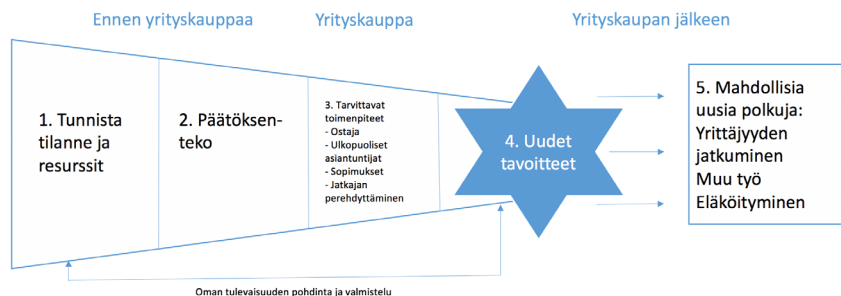 Ennen yrityskauppaa
Yrityskauppa
Yrityskaupan jälkeen
1. Tunnista
tilanne ja
resurssit
2. Päätöksen-
teko
3. Tarvittavat
toimenpiteet
- Ostaja
- Ulkopuoliset
asiantuntijat
- Sopimukset
- Jatkajan
perehdyttäminen
4. Uudet
tavoitteet
5. Mahdollisia
uusia polkuja:
Yrittäjyyden
jatkuminen
Muu työ
Eläköityminen
Oman tulevaisuuden pohdinta ja valmistelu